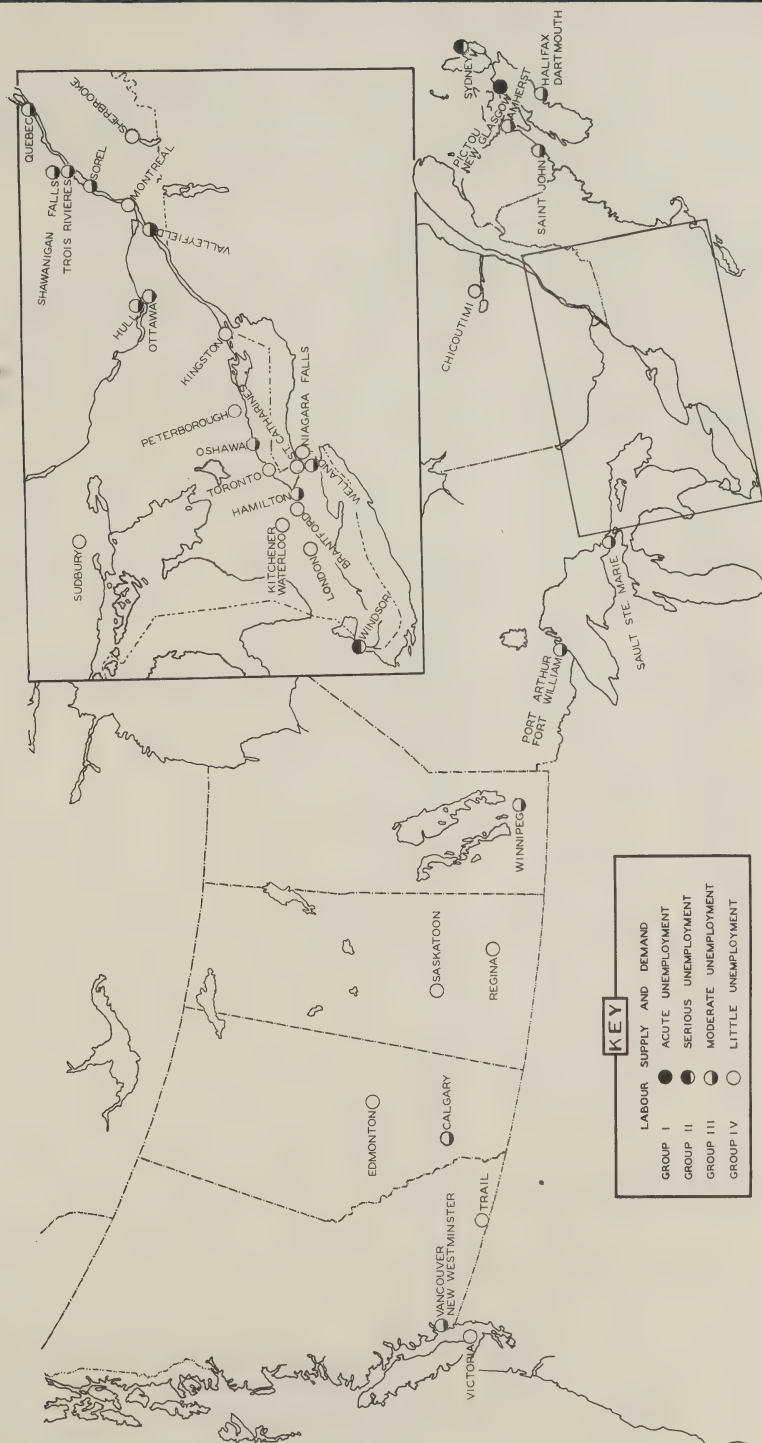 QUEBEC
SHERBROOKE
SHAWANIGAN FALLS
TROIS RIVIERES
SOREL
MONTREAL
VALLEYFIELD
HULL
OTTAWA
KINGSTON
PETERBOROUGH
OSHAWA
TORONTO
ST. CATHARINES
NIAGARA FALLS
WELLAND
HAMILTON
BRANTFORD
KITCHENER
WATERLOO
LONDON
WINDSOR
SUDBURY
SYDNEY
PICTOU
NEW GLASGOW
AMHERST
HALIFAX
DARTMOUTH
SAINT JOHN
CHICOUTIMI
SAULT STE. MARIE
PORT ARTHUR
FORT WILLIAM
WINNIPEG
SASKATOON
REGINA
EDMONTON
CALGARY
TRAIL
VANCOUVER
NEW WESTMINSTER
VICTORIA
KEY
LABOUR SUPPLY AND DEMAND
GROUP I ACUTE UNEMPLOYMENT
GROUP II SERIOUS UNEMPLOYMENT
GROUP III MODERATE UNEMPLOYMENT
GROUP IV LITTLE UNEMPLOYMENT